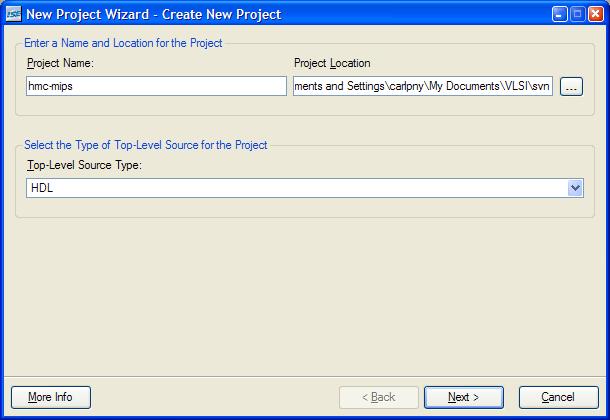 ISE New Project Wizard - Create New Project
Enter a Name and Location for the Project
Project Name: Project Location
hmc-mips ments and Settings\carlpny\My Documents\VLSI\svn ...
Select the Type of Top-Level Source for the Project
Top-Level Source Type:
HDL
More Info < Back Next > Cancel